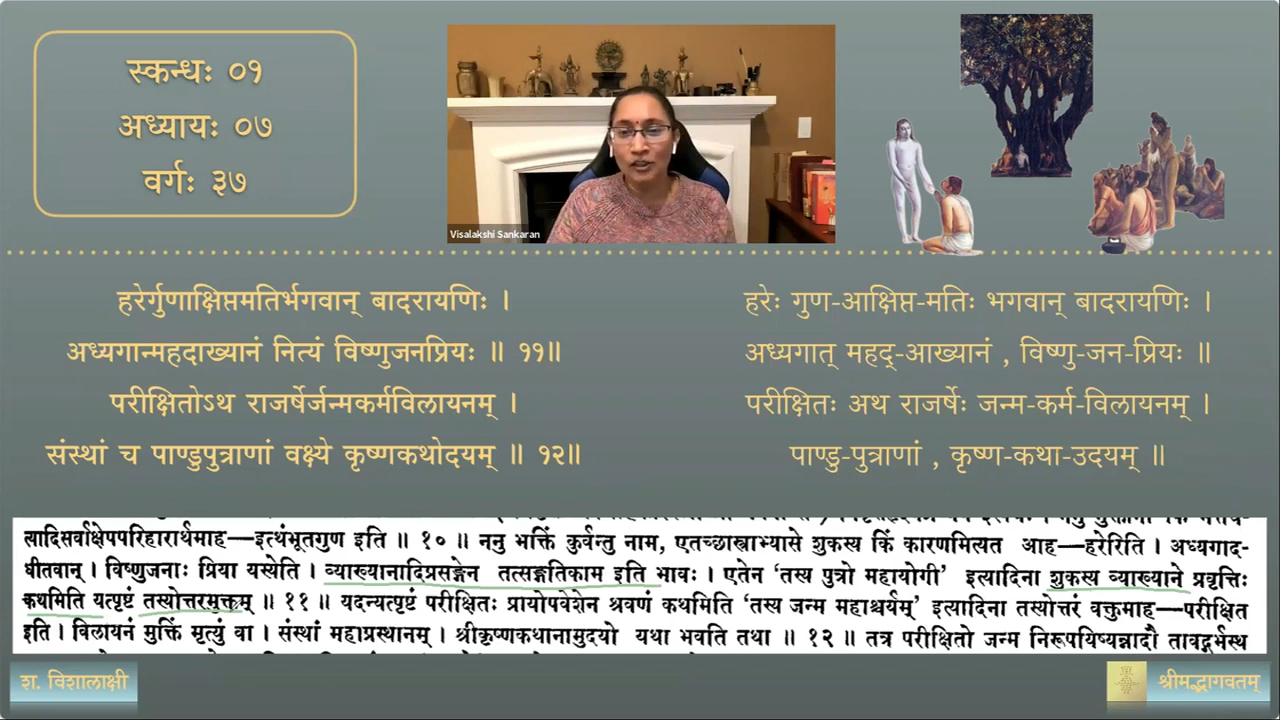 स्कन्धः ०१
अध्यायः ०७
वर्गः ३७
Visalakshi Sankaran
हरेर्गुणाक्षिप्तमतिर्भगवान् बादरायणिः ।
अध्यगान्महदाख्यानं नित्यं विष्णुजनप्रियः ॥ ११॥
परीक्षितोऽथ राजर्षेर्जन्मकर्मविलायनम् ।
संस्थां च पाण्डुपुत्राणां वक्ष्ये कृष्णकथोदयम् ॥ १२॥
हरेः गुण-आक्षिप्त-मतिः भगवान् बादरायणिः ।
अध्यगात् महद्-आख्यानं , विष्णु-जन-प्रियः ॥
परीक्षितः अथ राजर्षेः जन्म-कर्म-विलायनम् ।
पाण्डु-पुत्राणां , कृष्ण-कथा-उदयम् ॥
त्यादिसर्वाक्षेपपरिहारार्थमाह—इत्थंभूतगुण इति ॥ १० ॥ ननु भक्तिं कुर्वन्तु नाम, एतच्छास्त्राभ्यासे शुकस्य किं कारणमित्यत आह—हरेरिति । अध्यगाद-
धीतवान् । विष्णुजनाः प्रिया यस्येति । व्याख्यानादिप्रसङ्गेन तत्सङ्गतिकाम इति भावः । एतेन ‘तस्य पुत्रो महायोगी’ इत्यादिना शुकस्य व्याख्याने प्रवृत्तिः
कथमिति यत्पृष्टं तस्योत्तरमुक्तम् ॥ ११ ॥ यदन्यत्पृष्टं परीक्षितः प्रायोपवेशेन श्रवणं कथमिति ‘तस्य जन्म महाश्चर्यम्’ इत्यादिना तस्योत्तरं वक्तुमाह—परीक्षित
इति । विलायनं मुक्तिं मृत्युं वा । संस्थां महाप्रस्थानम् । श्रीकृष्णकथानामुदयो यथा भवति तथा ॥ १२ ॥ तत्र परीक्षितो जन्म निरूपयिष्यन्नादौ तावद्गर्भस्थ
श. विशालाक्षी
श्रीमद्भागवतम्